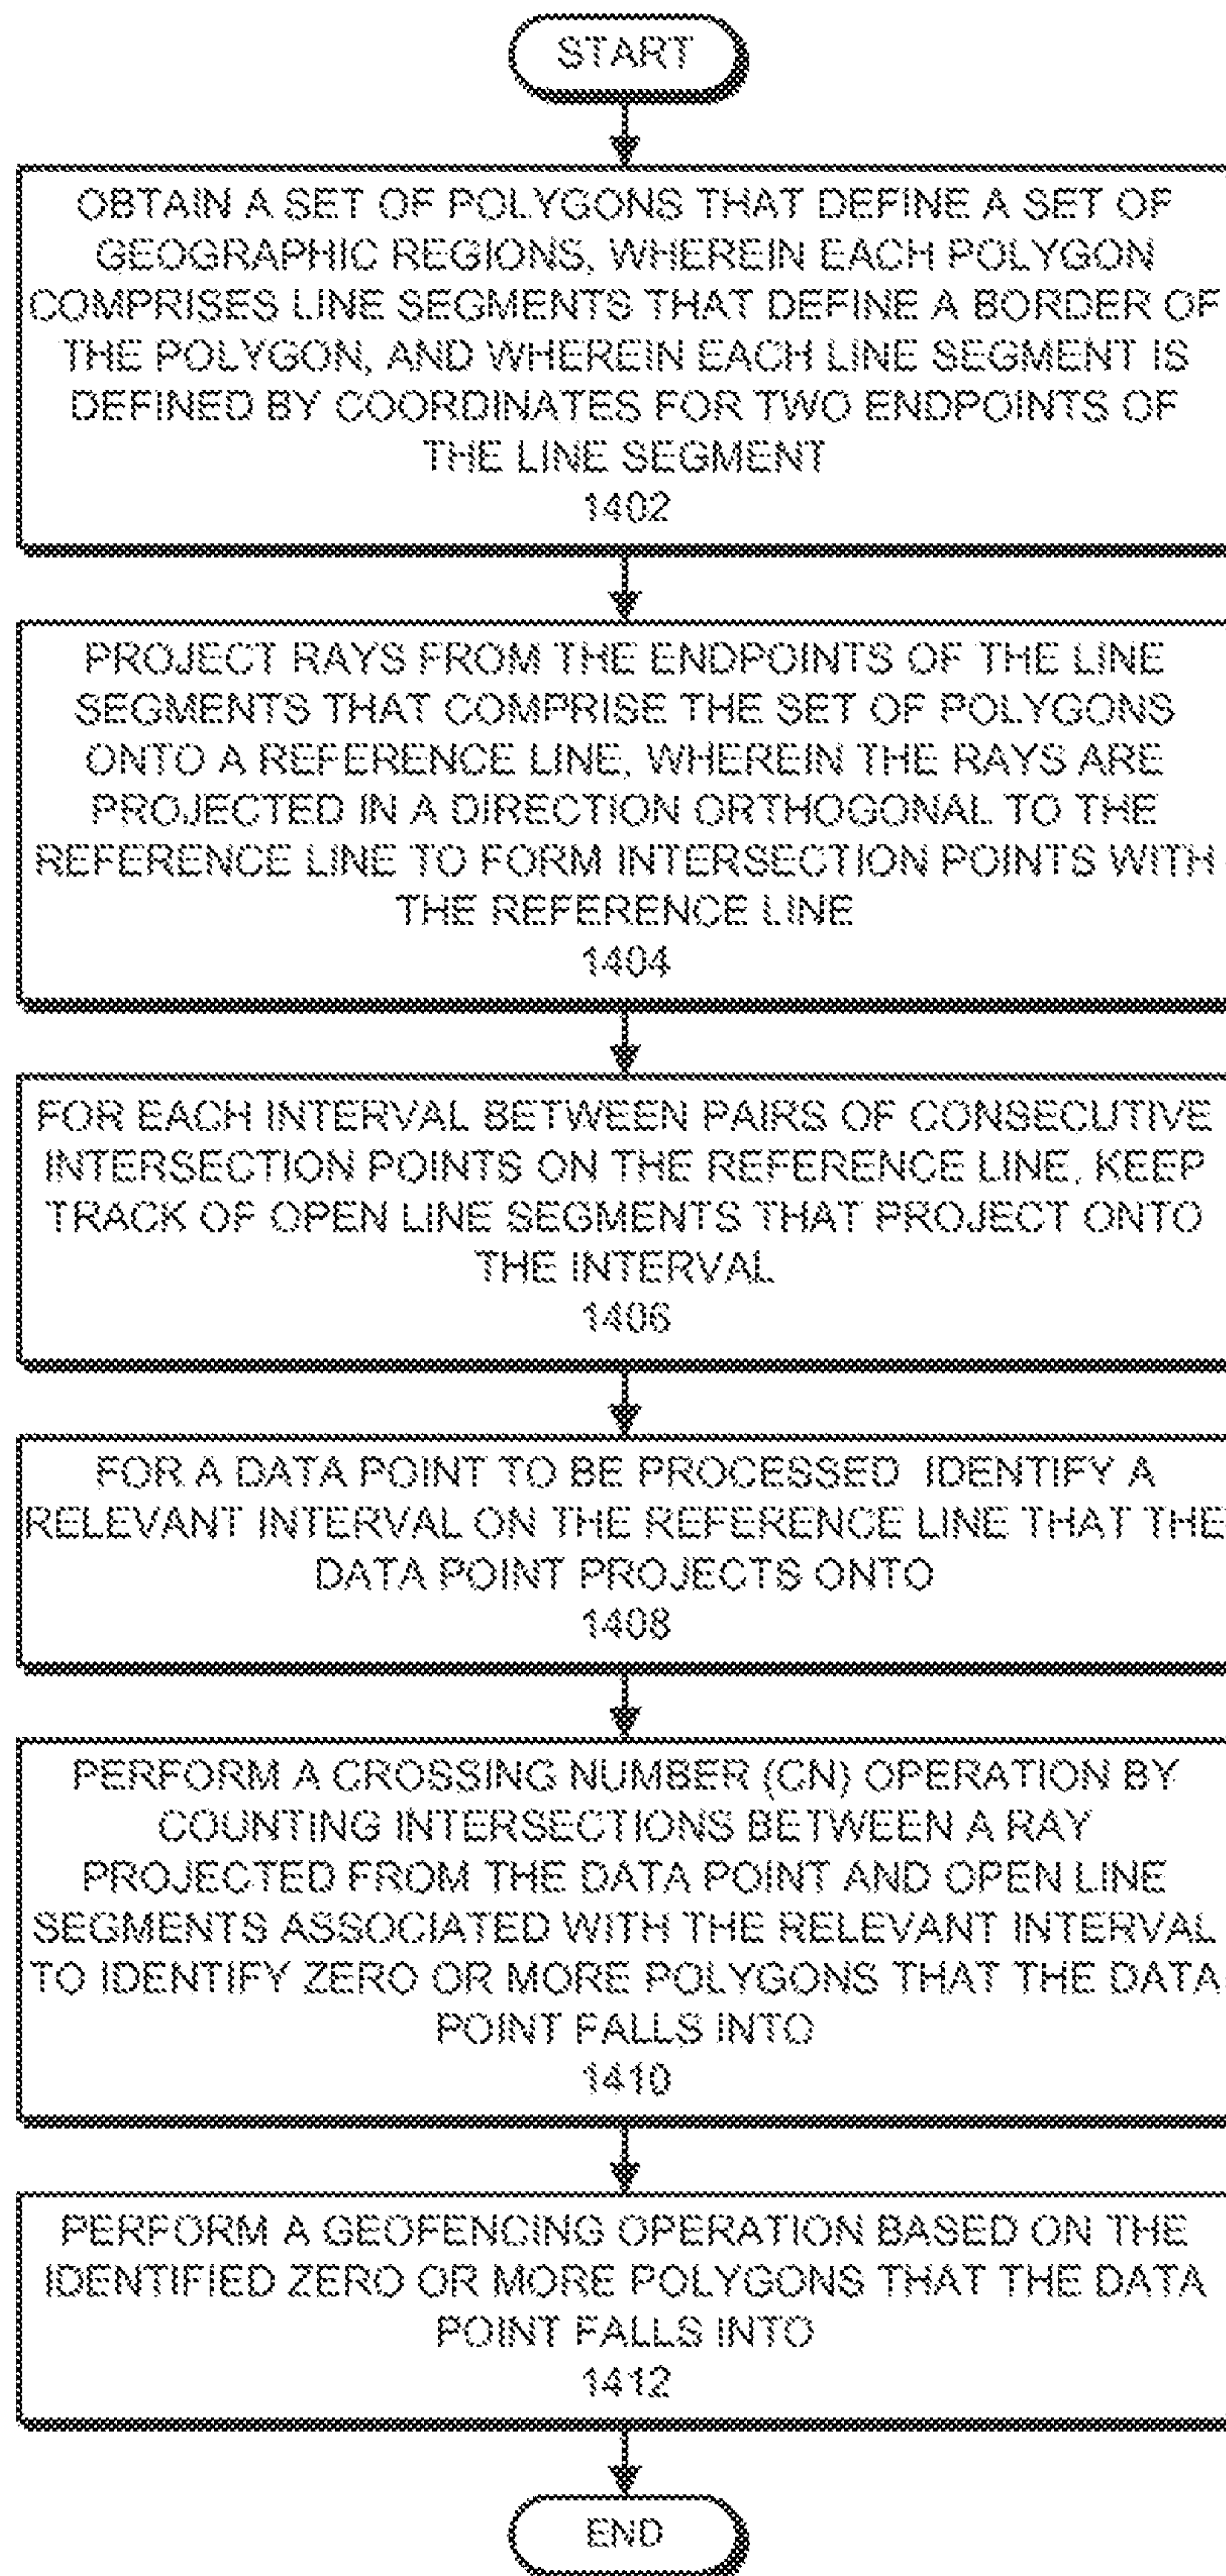 START
OBTAIN A SET OF POLYGONS THAT DEFINE A SET OF
GEOGRAPHIC REGIONS, WHEREIN EACH POLYGON
COMPRISES LINE SEGMENTS THAT DEFINE A BORDER OF
THE POLYGON, AND WHEREIN EACH LINE SEGMENT IS
DEFINED BY COORDINATES FOR TWO ENDPOINTS OF
THE LINE SEGMENT
1402
PROJECT RAYS FROM THE ENDPOINTS OF THE LINE
SEGMENTS THAT COMPRISE THE SET OF POLYGONS
ONTO A REFERENCE LINE, WHEREIN THE RAYS ARE
PROJECTED IN A DIRECTION ORTHOGONAL TO THE
REFERENCE LINE TO FORM INTERSECTION POINTS WITH
THE REFERENCE LINE
1404
FOR EACH INTERVAL BETWEEN PAIRS OF CONSECUTIVE
INTERSECTION POINTS ON THE REFERENCE LINE, KEEP
TRACK OF OPEN LINE SEGMENTS THAT PROJECT ONTO
THE INTERVAL
1406
FOR A DATA POINT TO BE PROCESSED IDENTIFY A
RELEVANT INTERVAL ON THE REFERENCE LINE THAT THE
DATA POINT PROJECTS ONTO
1408
PERFORM A CROSSING NUMBER (CN) OPERATION BY
COUNTING INTERSECTIONS BETWEEN A RAY
PROJECTED FROM THE DATA POINT AND OPEN LINE
SEGMENTS ASSOCIATED WITH THE RELEVANT INTERVAL
TO IDENTIFY ZERO OR MORE POLYGONS THAT THE DATA
POINT FALLS INTO
1410
PERFORM A GEOFENCING OPERATION BASED ON THE
IDENTIFIED ZERO OR MORE POLYGONS THAT THE DATA
POINT FALLS INTO
1412
END